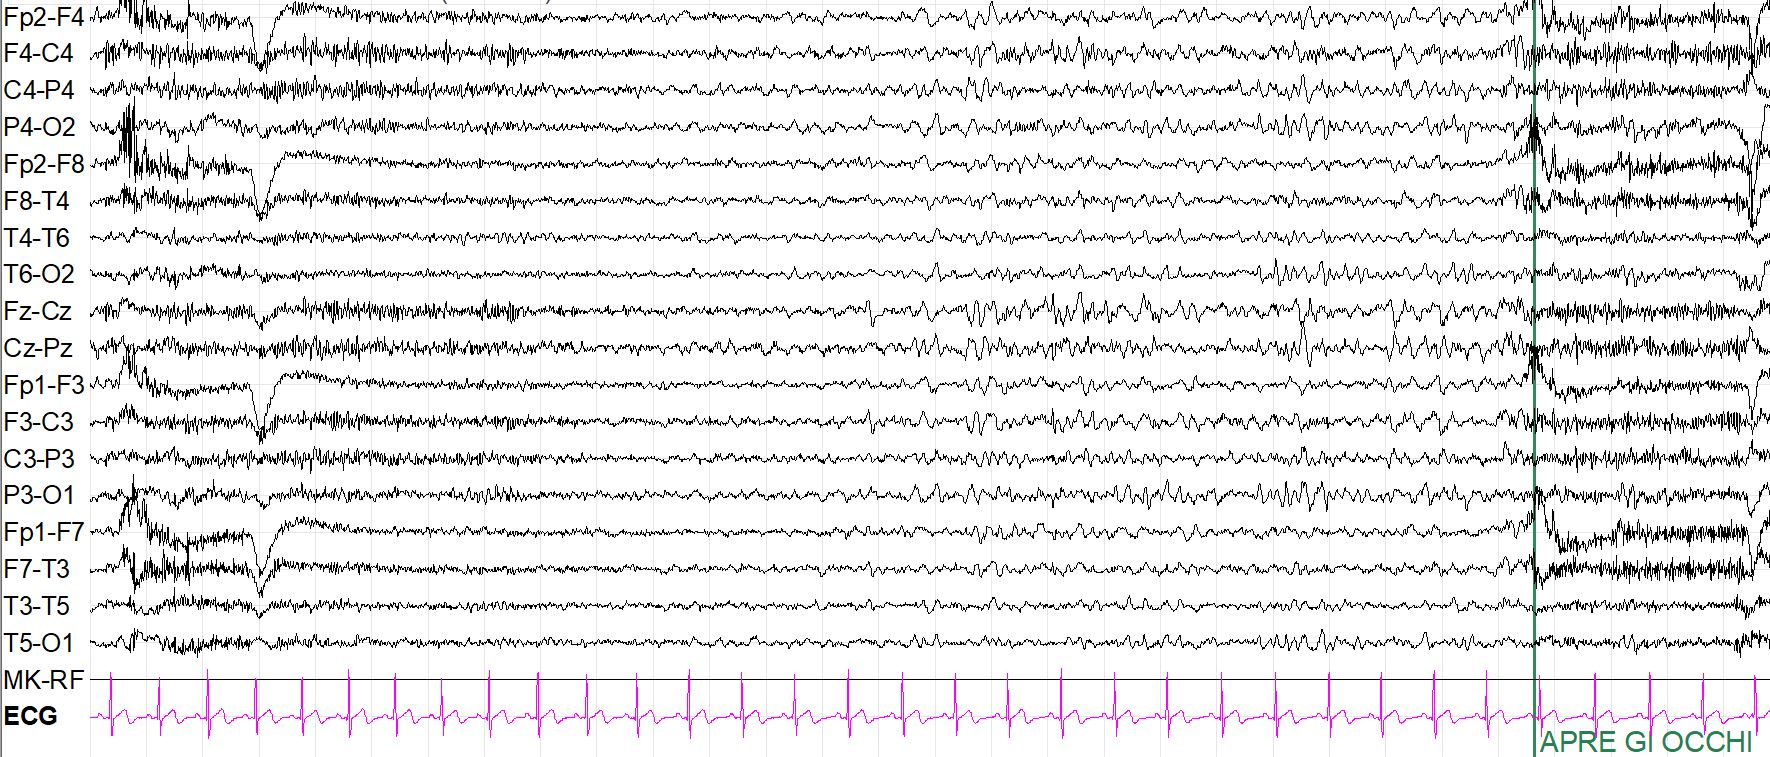 Fp2-F4
F4-C4
C4-P4
P4-O2
Fp2-F8
F8-T4
T4-T6
T6-O2
Fz-Cz
Cz-Pz
Fp1-F3
F3-C3
C3-P3
P3-O1
Fp1-F7
F7-T3
T3-T5
T5-O1
MK-RF
ECG
APRE GI OCCHI